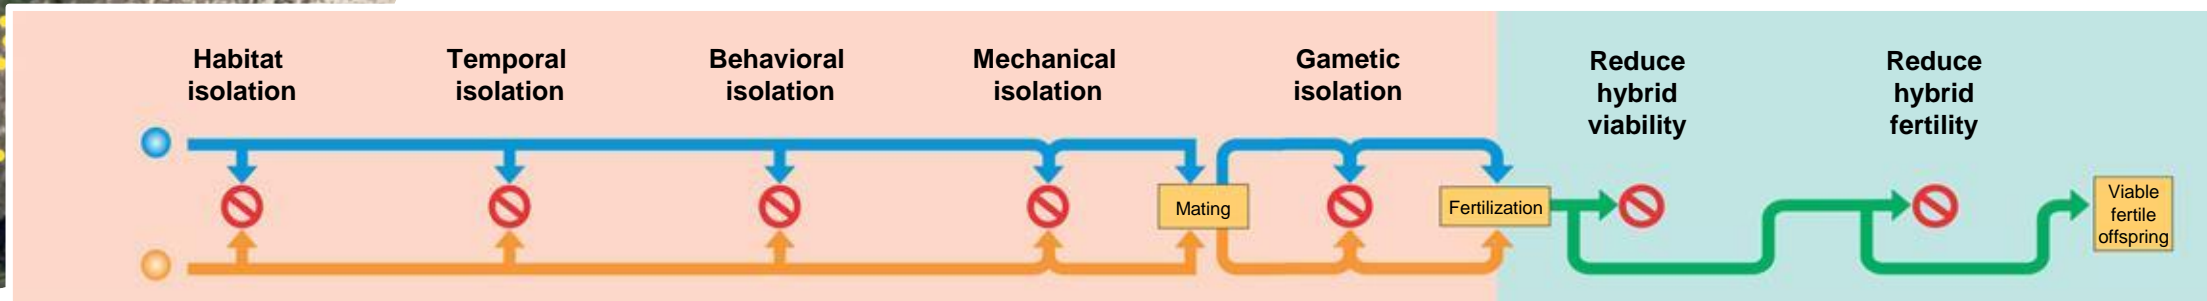 Habitat
isolation
Temporal
isolation
Behavioral
isolation
Mechanical
isolation
Gametic
isolation
Reduce
hybrid
viability
Reduce
hybrid
fertility
Mating
Fertilization
Viable
fertile
offspring